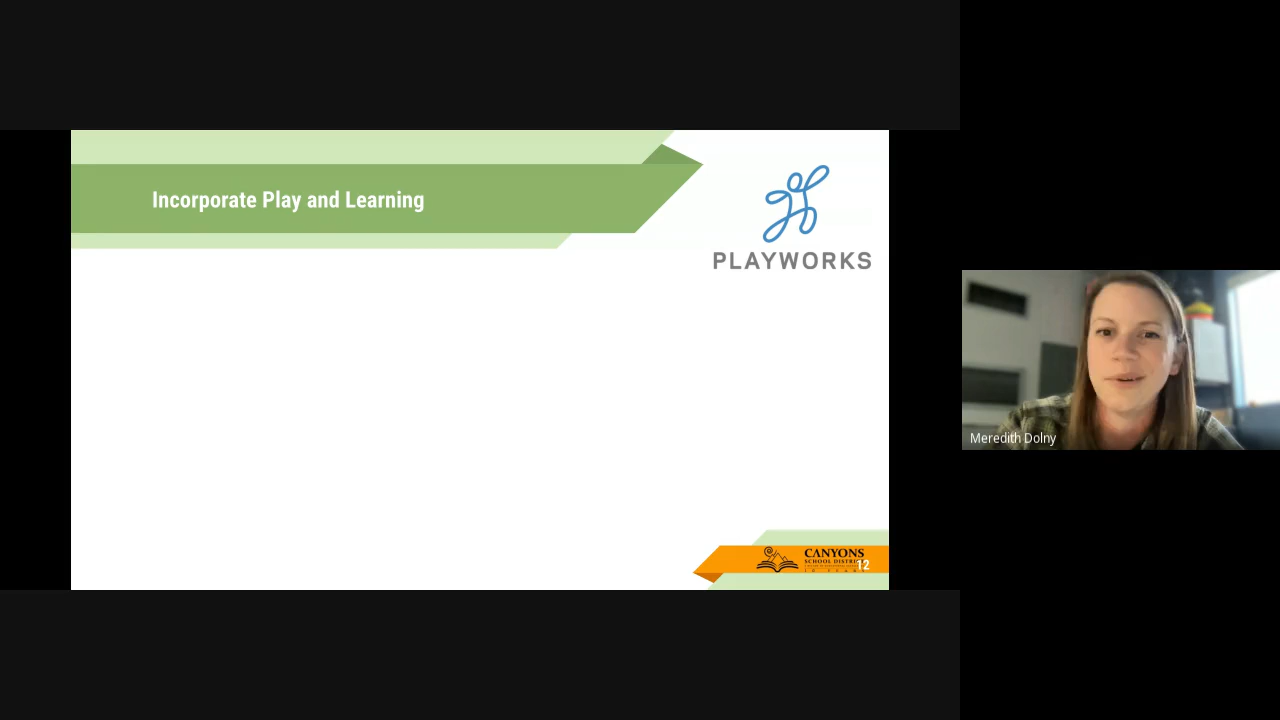 Incorporate Play and Learning
PLAYWORKS
CANYONS
SCHOOL DISTRICT
12
Meredith Dolny